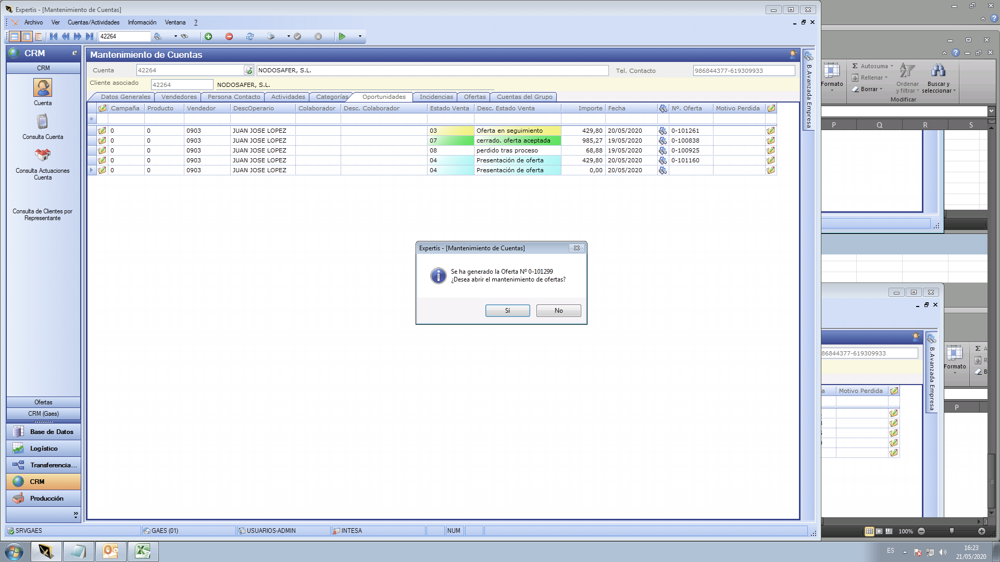 Expertis - [Mantenimiento de Cuentas]
Archivo Ver Cuentas/Actividades Información Ventana ?
42264
CRM
CRM
Cuenta
Consulta Cuenta
Consulta Actuaciones
Cuenta
Consulta de Clientes por
Representante
Ofertas
CRM (Gaes)
Base de Datos
Logístico
Transferencia...
CRM
Producción
Mantenimiento de Cuentas
Cuenta 42264 NODOSAFER, S.L. Tel. Contacto 986844377-619309933
Cliente asociado 42264 NODOSAFER, S.L.
Datos Generales Vendedores Persona Contacto Actividades Categorías Oportunidades Incidencias Ofertas Cuentas del Grupo
Campaña Producto Vendedor DescOperario Colaborador Desc. Colaborador Estado Venta Desc. Estado Venta Importe Fecha Nº. Oferta Motivo Perdida
0 0 0903 JUAN JOSE LOPEZ 03 Oferta en seguimiento 429,80 20/05/2020 0-101261
0 0 0903 JUAN JOSE LOPEZ 07 cerrado. oferta aceptada 985,27 19/05/2020 0-100838
0 0 0903 JUAN JOSE LOPEZ 08 perdido tras proceso 68,88 19/05/2020 0-100925
0 0 0903 JUAN JOSE LOPEZ 04 Presentación de oferta 429,80 20/05/2020 0-101160
0 0 0903 JUAN JOSE LOPEZ 04 Presentación de oferta 0,00 20/05/2020
B.Avanzada Empresa
Expertis - [Mantenimiento de Cuentas]
Se ha generado la Oferta Nº 0-101299
¿Desea abrir el mantenimiento de ofertas?
Sí No
SRVGAES GAES (01) USUARIOS-ADMIN INTESA NUM
Formato
Autosuma
Rellenar
Borrar
Ordenar
y filtrar
Buscar y
seleccionar
Modificar
P Q R S
86844377-619309933
a Motivo Perdida
B.Avanzada Empresa
Formato
P
100%
ES
16:23
21/05/2020